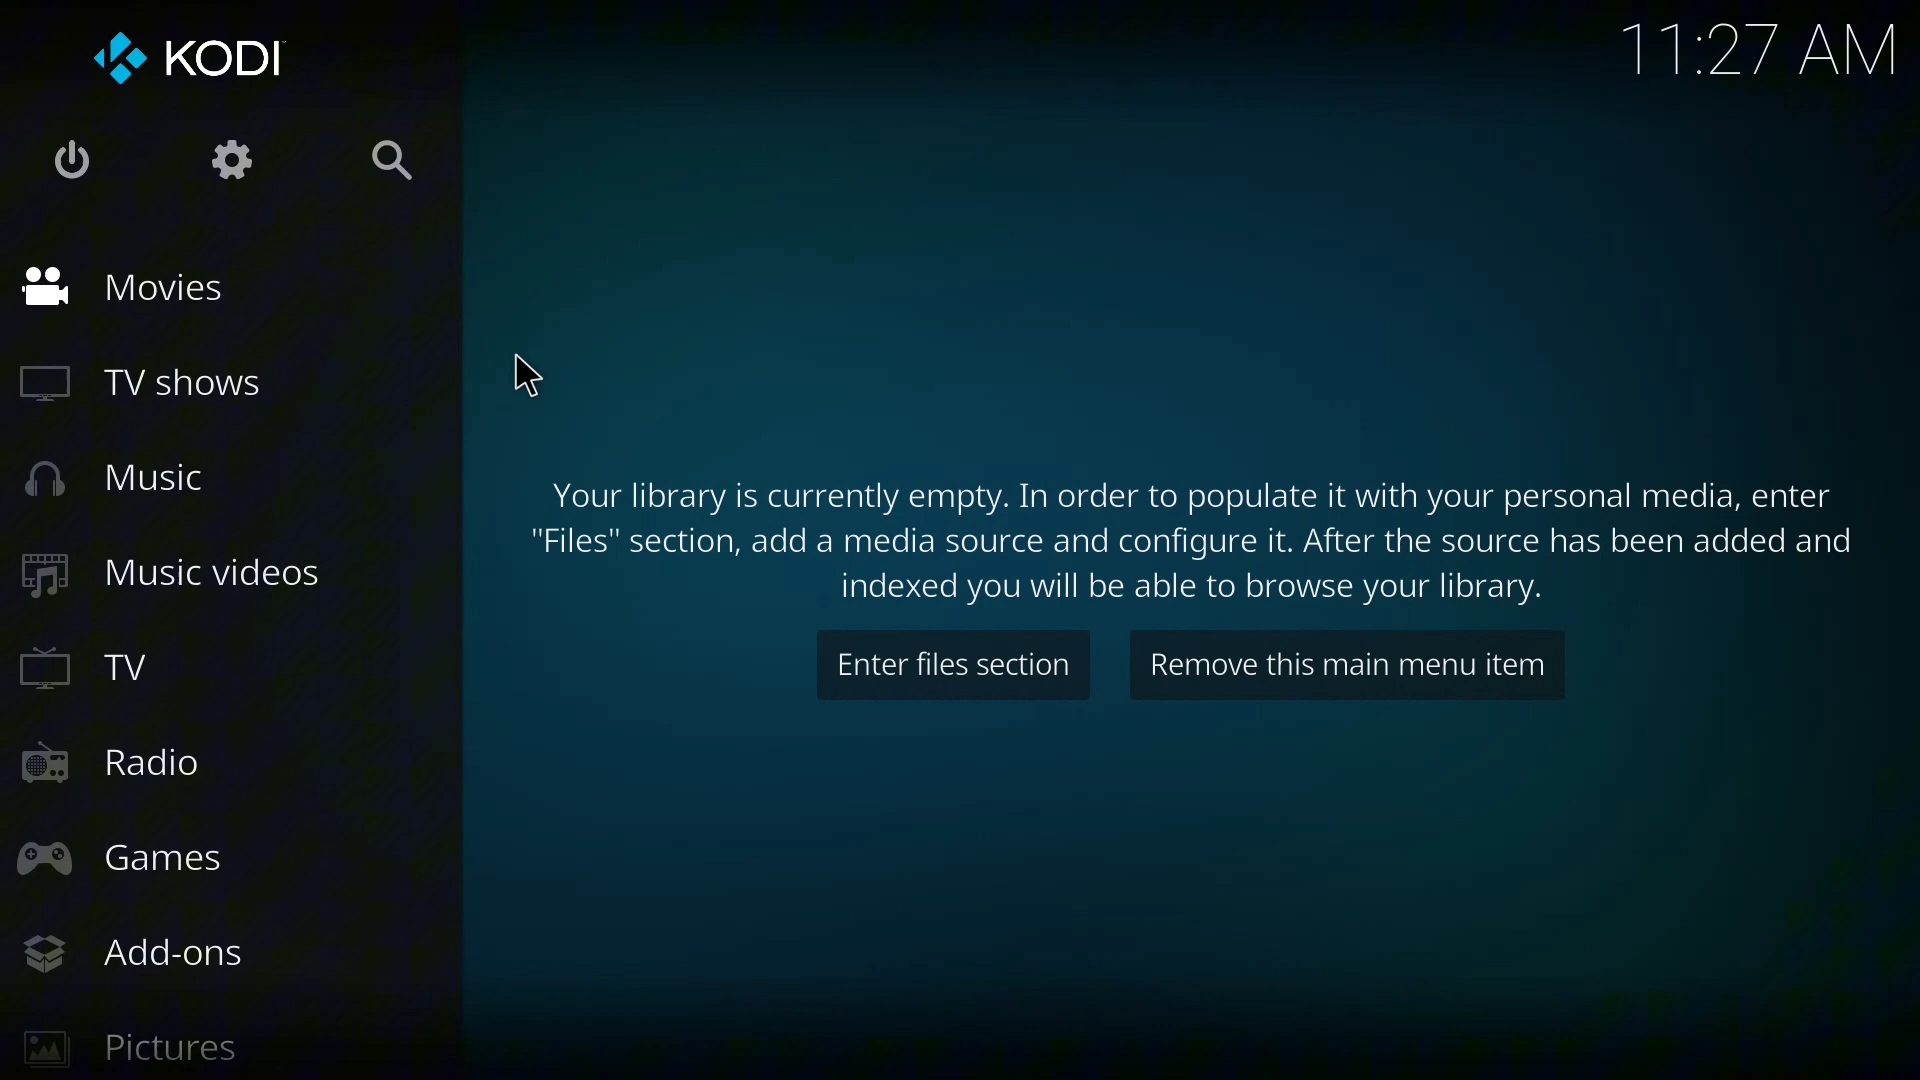 KODI
11:27 AM
Movies
TV shows
Music
Music videos
TV
Radio
Games
Add-ons
Pictures
Your library is currently empty. In order to populate it with your personal media, enter
"Files" section, add a media source and configure it. After the source has been added and
indexed you will be able to browse your library.
Enter files section
Remove this main menu item